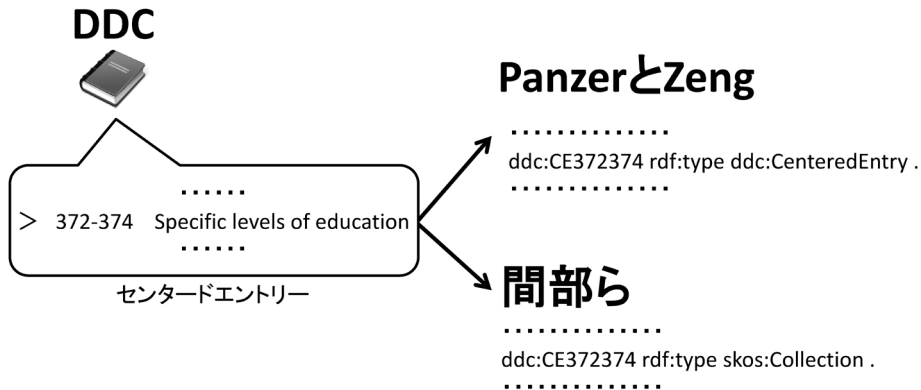 DDC
・・・・・・
＞ 372-374 Specific levels of education
・・・・・・
センタードエントリー
PanzerとZeng
・・・・・・・・・・・・・・
ddc:CE372374 rdf:type ddc:CenteredEntry .
・・・・・・・・・・・・・・
間部ら
・・・・・・・・・・・・・・
ddc:CE372374 rdf:type skos:Collection .
・・・・・・・・・・・・・・